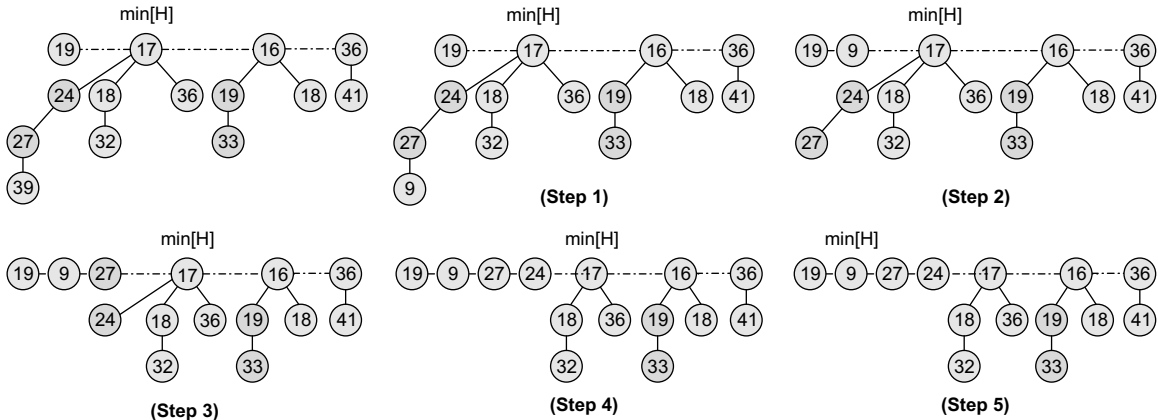 min[H]
19 17 16 36
24 18 36 19 18 41
27 32 33
39
min[H]
19 17 16 36
24 18 36 19 18 41
27 32 33
9
(Step 1)
min[H]
19 9 17 16 36
24 18 36 19 18 41
27 32 33
(Step 2)
min[H]
19 9 27 17 16 36
24 18 36 19 18 41
32 33
(Step 3)
min[H]
19 9 27 24 17 16 36
18 36 19 18 41
32 33
(Step 4)
min[H]
19 9 27 24 17 16 36
18 36 19 18 41
32 33
(Step 5)